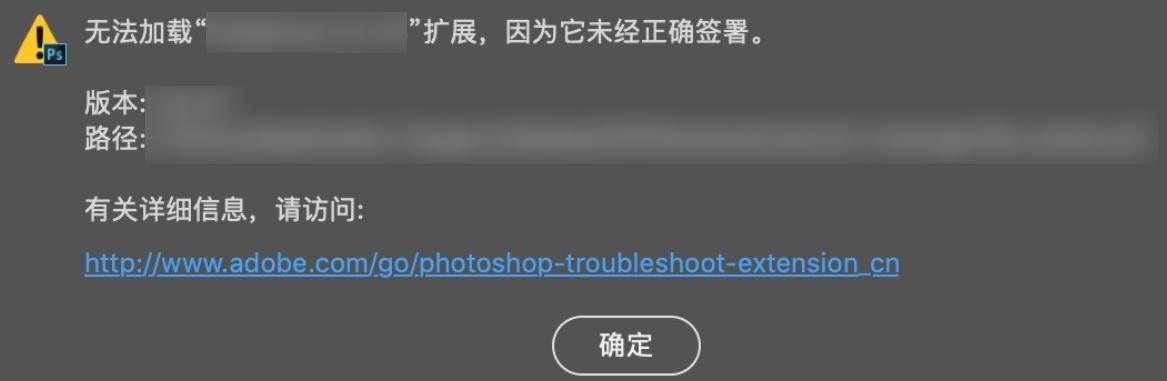 无法加载“ ”扩展，因为它未经正确签署。
Ps
版本:
路径:
有关详细信息，请访问:
http://www.adobe.com/go/photoshop-troubleshoot-extension_cn
确定